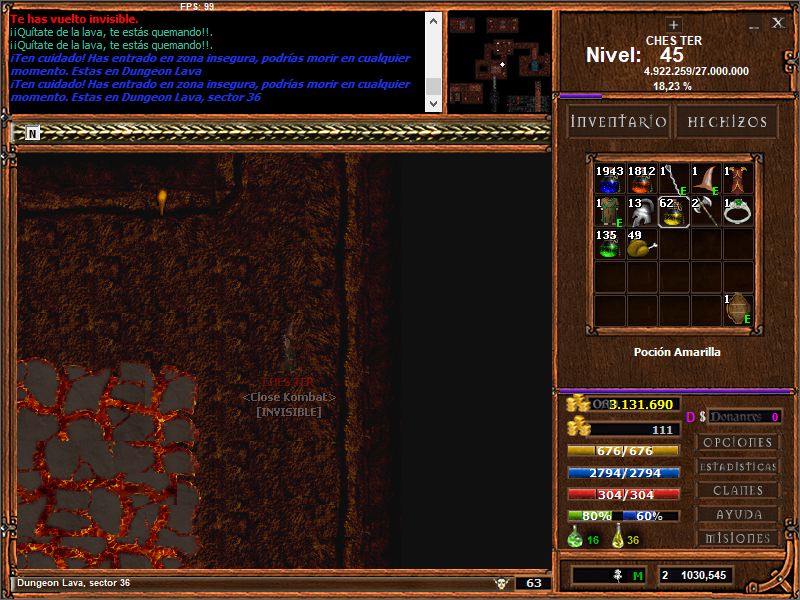 FPS: 99
Te has vuelto invisible.
¡¡Quítate de la lava, te estás quemando!!.
¡¡Quítate de la lava, te estás quemando!!.
¡Ten cuidado! Has entrado en zona insegura, podrías morir en cualquier
momento. Estas en Dungeon Lava
¡Ten cuidado! Has entrado en zona insegura, podrías morir en cualquier
momento. Estas en Dungeon Lava, sector 36
+
_ X
CHES TER
Nivel: 45
4.922.259/27.000.000
18,23 %
N
INVENTARIO HECHIZOS
1943 1812 1 1 1
E E
1 13 62 2 1
E
135 49
1
E
Poción Amarilla
CHES TER
<Close Kombat>
[INVISIBLE]
ORO 3.131.690
D $ Donantes 0
111
OPCIONES
676/676
ESTADÍSTICAS
2794/2794
CLANES
304/304
AYUDA
80% 60%
MISIONES
16 36
Dungeon Lava, sector 36
63
M
2 1030,545